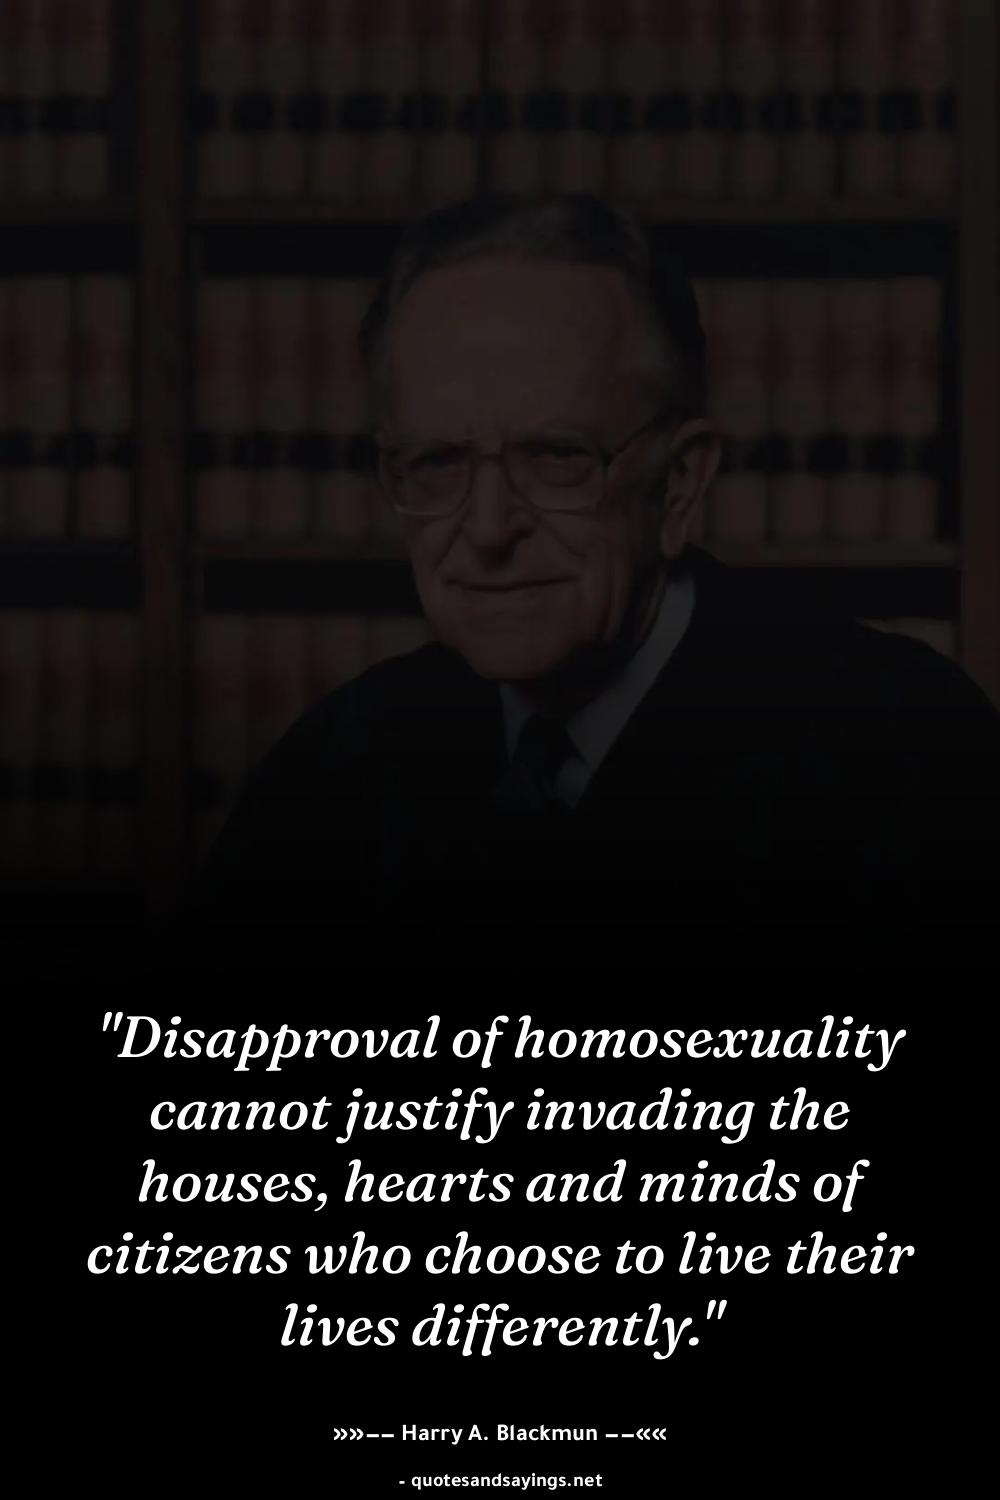 "Disapproval of homosexuality
cannot justify invading the
houses, hearts and minds of
citizens who choose to live their
lives differently."
»»–– Harry A. Blackmun ––««
- quotesandsayings.net